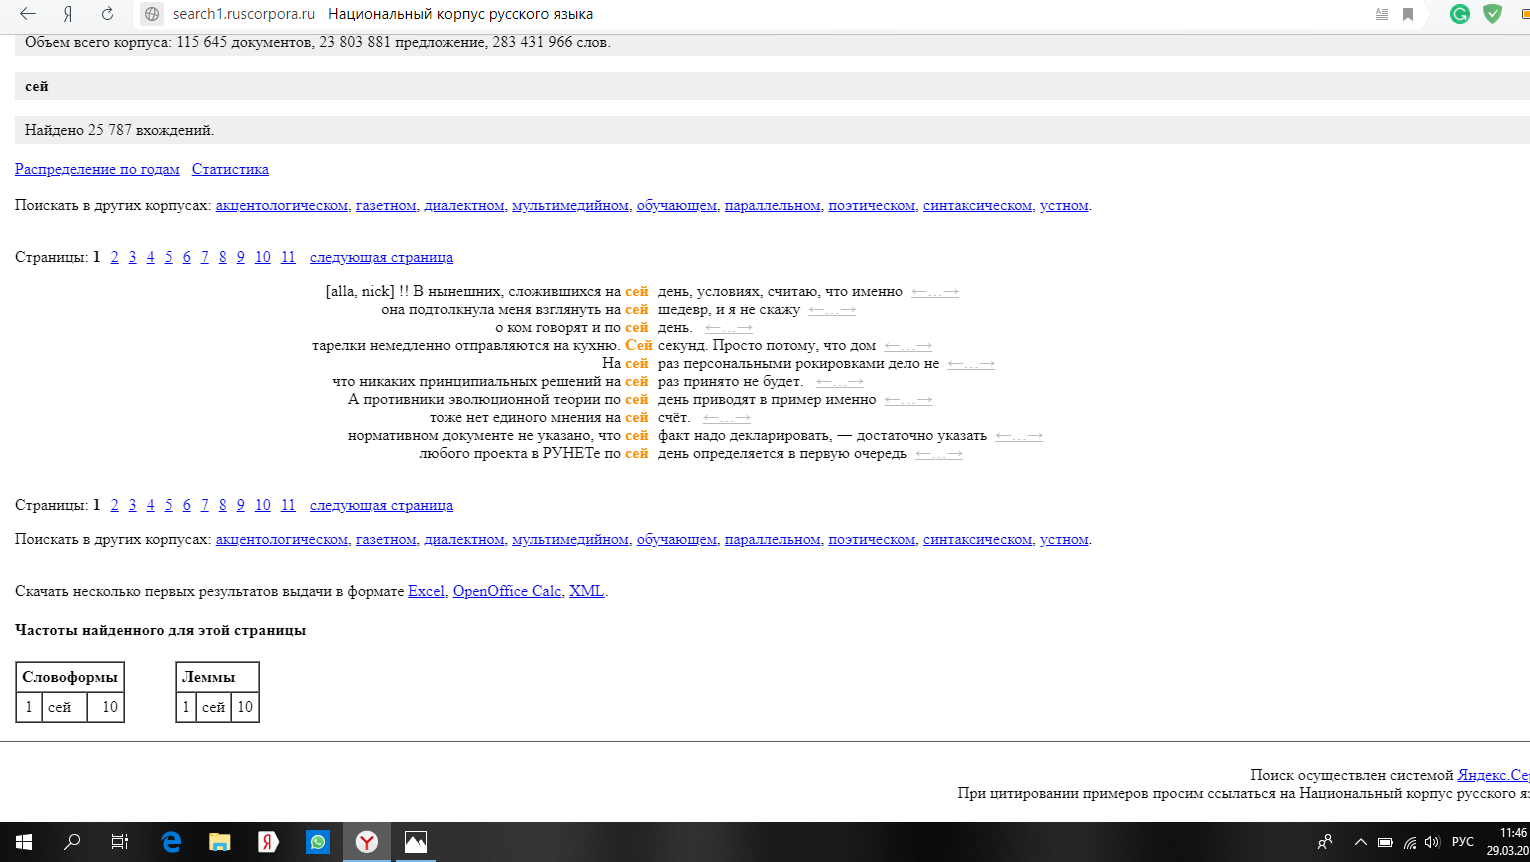 search1.ruscorpora.ru Национальный корпус русского языка
Объем всего корпуса: 115 645 документов, 23 803 881 предложение, 283 431 966 слов.
сей
Найдено 25 787 вхождений.
Распределение по годам Статистика
Поискать в других корпусах: акцентологическом, газетном, диалектном, мультимедийном, обучающем, параллельном, поэтическом, синтаксическом, устном.
Страницы: 1 2 3 4 5 6 7 8 9 10 11 следующая страница
[alla, nick] !! В нынешних, сложившихся на сей день, условиях, считаю, что именно ←…→
она подтолкнула меня взглянуть на сей шедевр, и я не скажу ←…→
о ком говорят и по сей день. ←…→
тарелки немедленно отправляются на кухню. Сей секунд. Просто потому, что дом ←…→
На сей раз персональными рокировками дело не ←…→
что никаких принципиальных решений на сей раз принято не будет. ←…→
А противники эволюционной теории по сей день приводят в пример именно ←…→
тоже нет единого мнения на сей счёт. ←…→
нормативном документе не указано, что сей факт надо декларировать, — достаточно указать ←…→
любого проекта в РУНЕТе по сей день определяется в первую очередь ←…→
Страницы: 1 2 3 4 5 6 7 8 9 10 11 следующая страница
Поискать в других корпусах: акцентологическом, газетном, диалектном, мультимедийном, обучающем, параллельном, поэтическом, синтаксическом, устном.
Скачать несколько первых результатов выдачи в формате Excel, OpenOffice Calc, XML.
Частоты найденного для этой страницы
Словоформы Леммы
1 сей 10 1 сей 10
Поиск осуществлен системой Яндекс.Сер
При цитировании примеров просим ссылаться на Национальный корпус русского яз
РУС 11:46
29.03.20